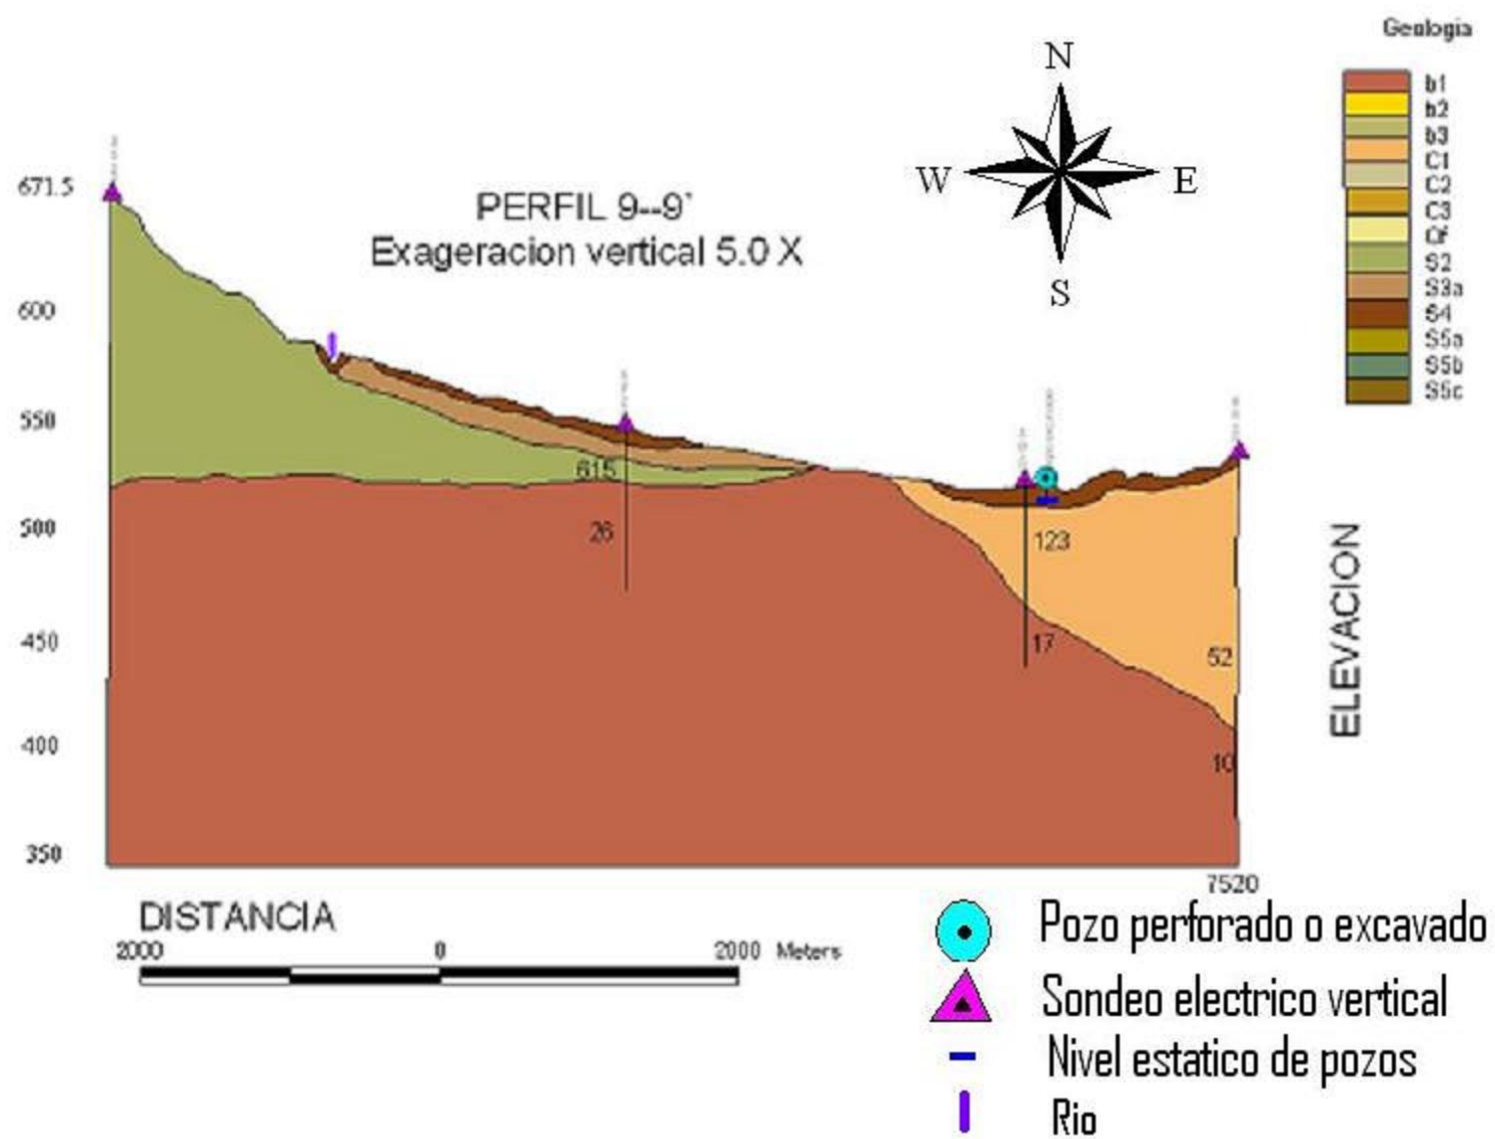 Geologia
b1
b2
b3
C1
C2
C3
Qf
S2
S3a
S4
S5a
S5b
S5c
N
W
E
S
PERFIL 9--9'
Exageracion vertical 5.0 X
671.5
600
550
500
450
400
350
615
26
123
17
52
10
ELEVACION
7520
DISTANCIA
2000 0 2000 Meters
Pozo perforado o excavado
Sondeo electrico vertical
Nivel estatico de pozos
Rio